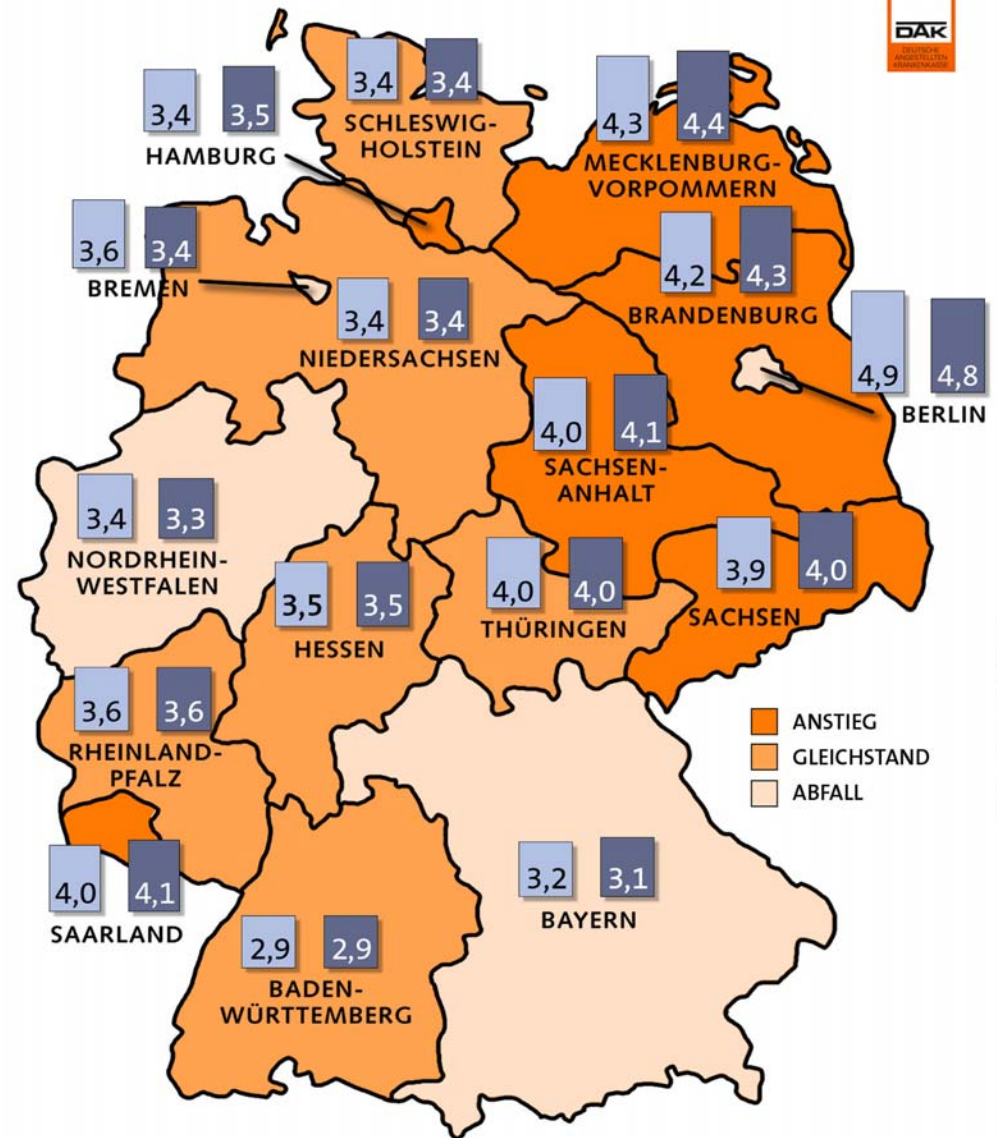 DAK
DEUTSCHE
ANGESTELLTEN
KRANKENKASSE
3,4 3,4
SCHLESWIG-
HOLSTEIN
3,4 3,5
HAMBURG
4,3 4,4
MECKLENBURG-
VORPOMMERN
3,6 3,4
BREMEN
4,2 4,3
BRANDENBURG
3,4 3,4
NIEDERSACHSEN
4,9 4,8
BERLIN
4,0 4,1
SACHSEN-
ANHALT
3,4 3,3
NORDRHEIN-
WESTFALEN
3,5 3,5
HESSEN
4,0 4,0
THÜRINGEN
3,9 4,0
SACHSEN
3,6 3,6
RHEINLAND-
PFALZ
ANSTIEG
GLEICHSTAND
ABFALL
4,0 4,1
SAARLAND
3,2 3,1
BAYERN
2,9 2,9
BADEN-
WÜRTTEMBERG